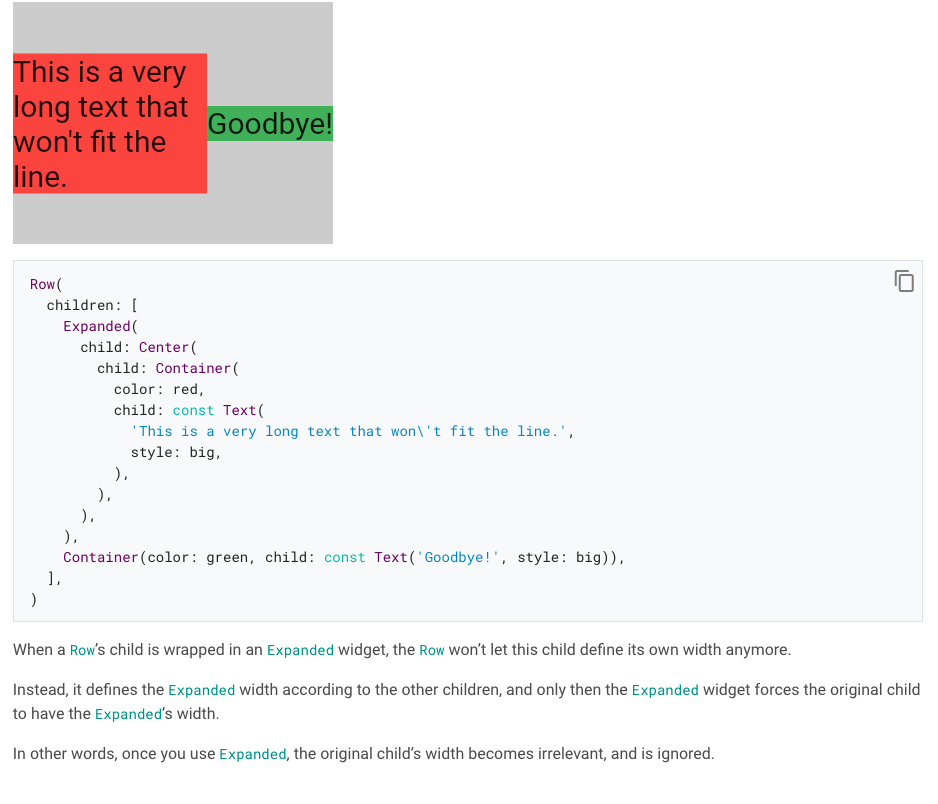 This is a very
long text that
won't fit the
line.
Goodbye!
Row(
  children: [
    Expanded(
      child: Center(
        child: Container(
          color: red,
          child: const Text(
            'This is a very long text that won\'t fit the line.',
            style: big,
          ),
        ),
      ),
    ),
    Container(color: green, child: const Text('Goodbye!', style: big)),
  ],
)
When a Row’s child is wrapped in an Expanded widget, the Row won’t let this child define its own width anymore.
Instead, it defines the Expanded width according to the other children, and only then the Expanded widget forces the original child
to have the Expanded’s width.
In other words, once you use Expanded, the original child’s width becomes irrelevant, and is ignored.